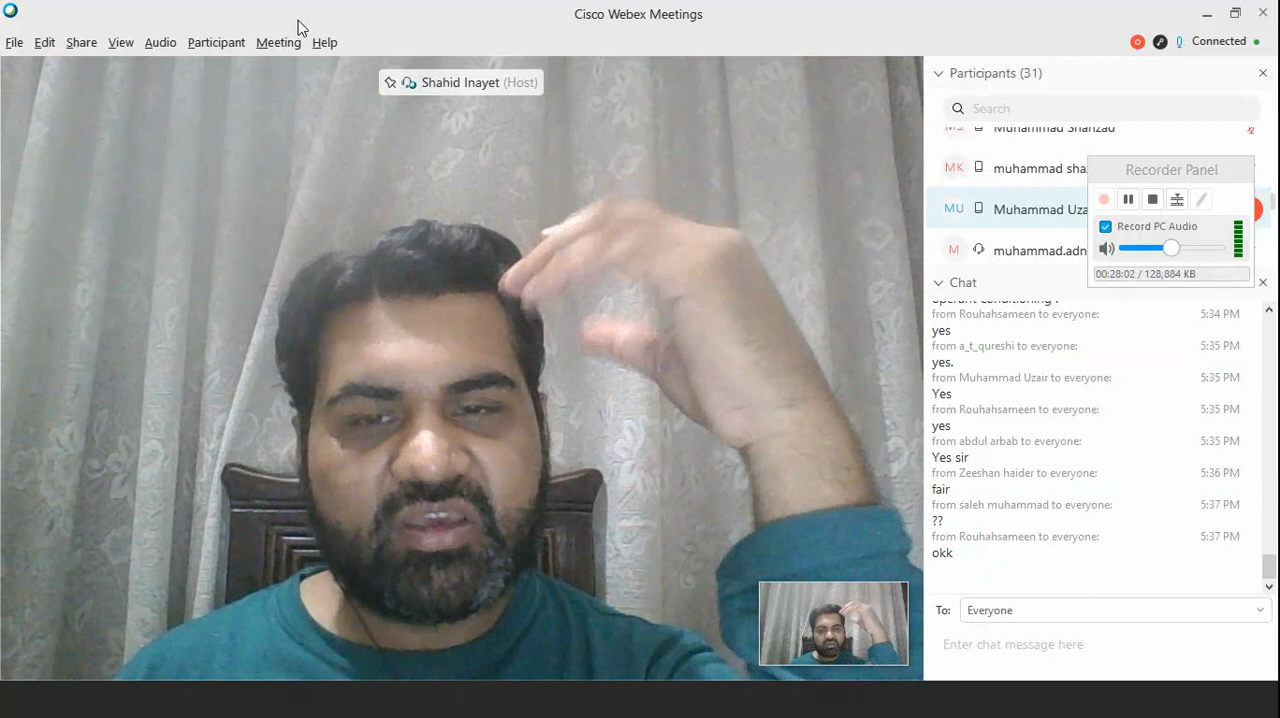 Cisco Webex Meetings
File Edit Share View Audio Participant Meeting Help
Connected
Shahid Inayet (Host)
Participants (31)
Search
Muhammad Shahzad
MK muhammad sha
MU Muhammad Uza
M muhammad.adn
Recorder Panel
Record PC Audio
00:28:02 / 128,884 KB
Chat
operant conditioning ?
from Rouhahsameen to everyone: 5:34 PM
yes
from a_t_qureshi to everyone: 5:35 PM
yes.
from Muhammad Uzair to everyone: 5:35 PM
Yes
from Rouhahsameen to everyone: 5:35 PM
yes
from abdul arbab to everyone: 5:35 PM
Yes sir
from Zeeshan haider to everyone: 5:36 PM
fair
from saleh muhammad to everyone: 5:37 PM
??
from Rouhahsameen to everyone: 5:37 PM
okk
To: Everyone
Enter chat message here